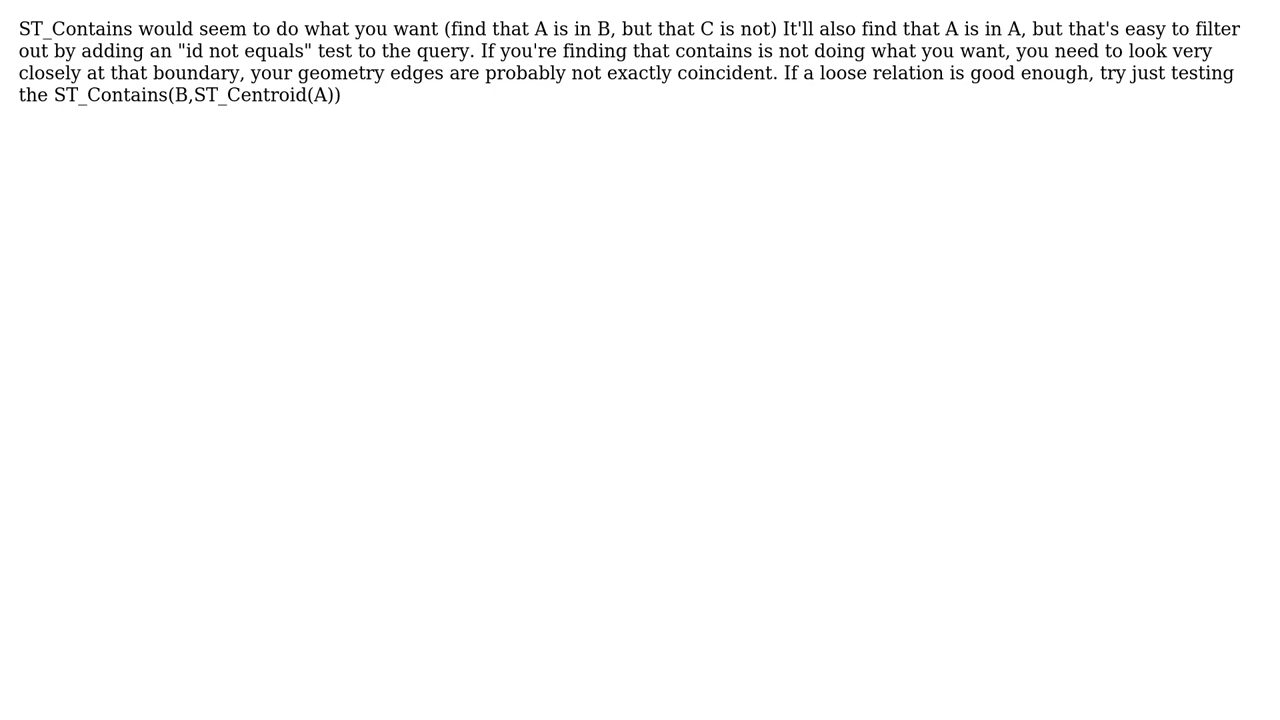 ST_Contains would seem to do what you want (find that A is in B, but that C is not) It'll also find that A is in A, but that's easy to filter
out by adding an "id not equals" test to the query. If you're finding that contains is not doing what you want, you need to look very
closely at that boundary, your geometry edges are probably not exactly coincident. If a loose relation is good enough, try just testing
the ST_Contains(B,ST_Centroid(A))